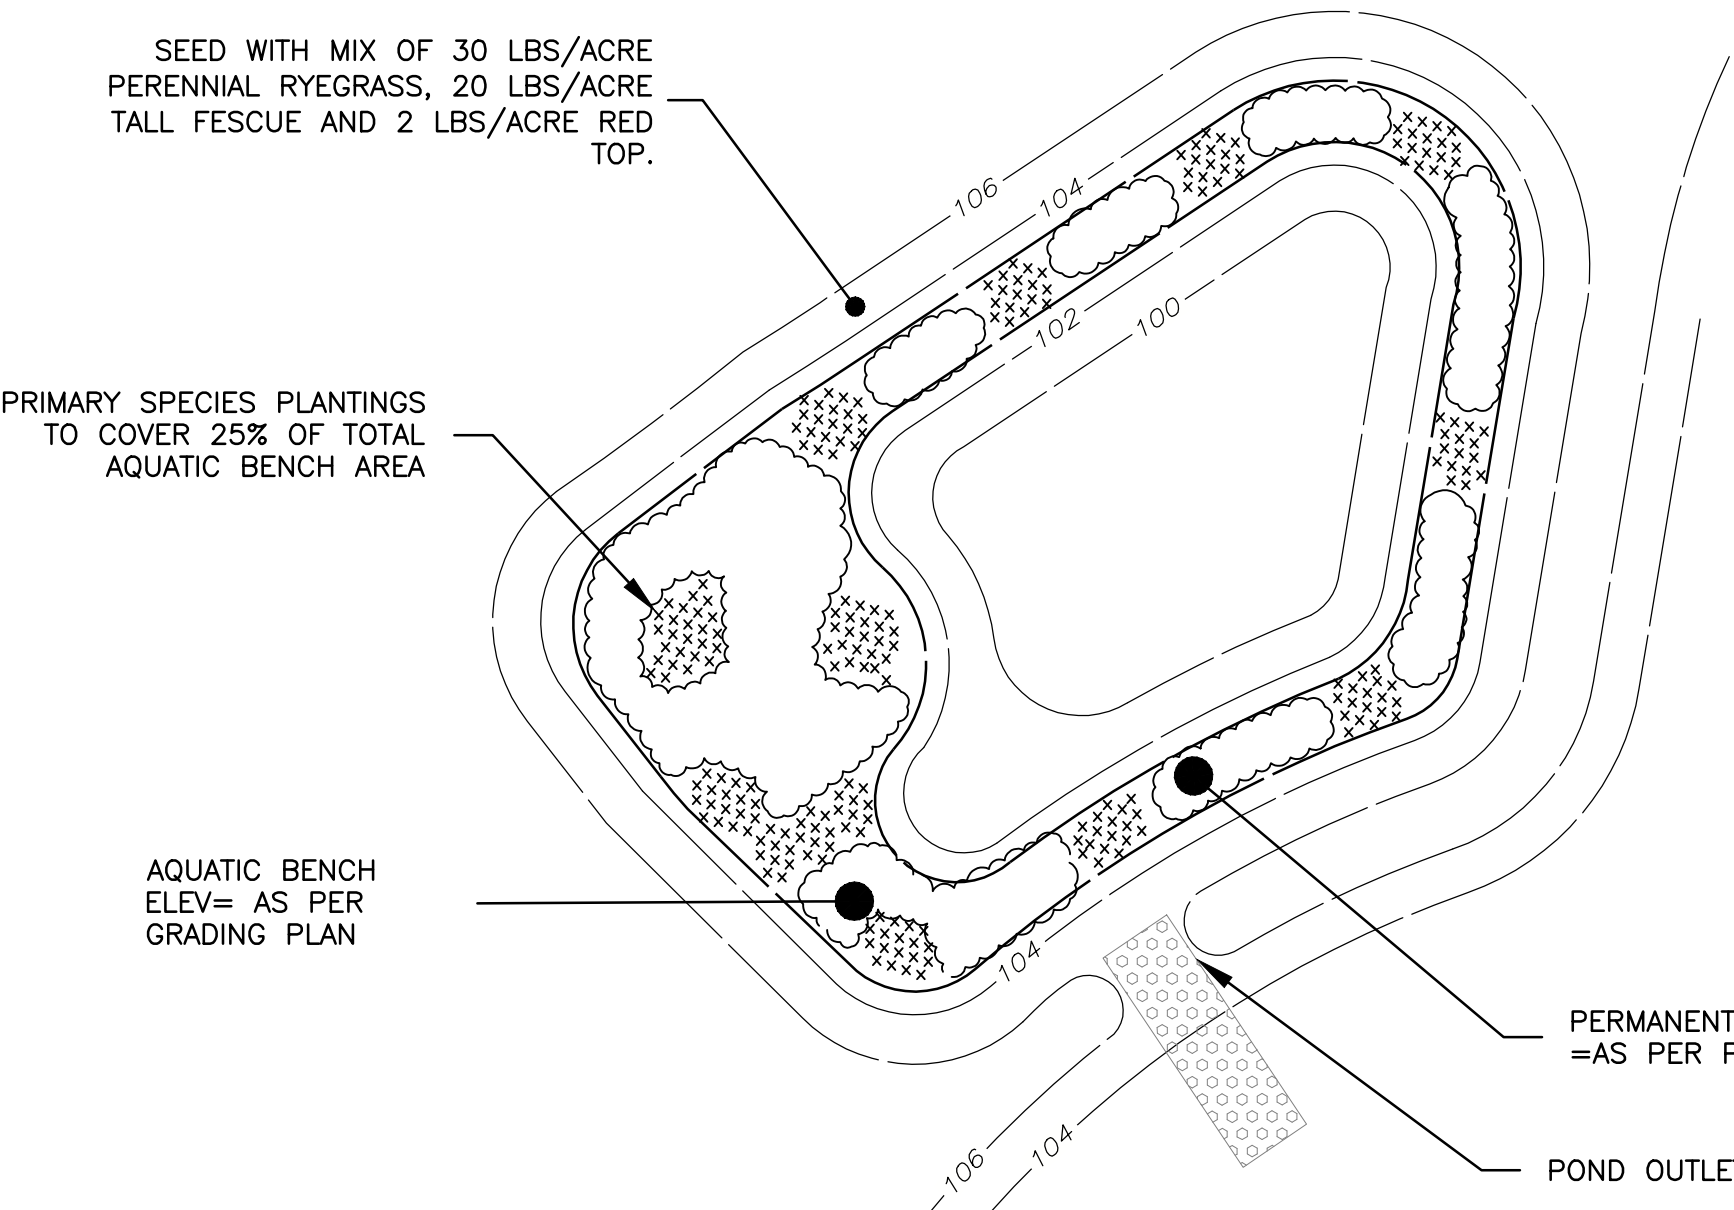 SEED WITH MIX OF 30 LBS/ACRE
PERENNIAL RYEGRASS, 20 LBS/ACRE
TALL FESCUE AND 2 LBS/ACRE RED
TOP.
106
104
102
100
PRIMARY SPECIES PLANTINGS
TO COVER 25% OF TOTAL
AQUATIC BENCH AREA
AQUATIC BENCH
ELEV= AS PER
GRADING PLAN
104
PERMANENT
=AS PER
POND
106
104